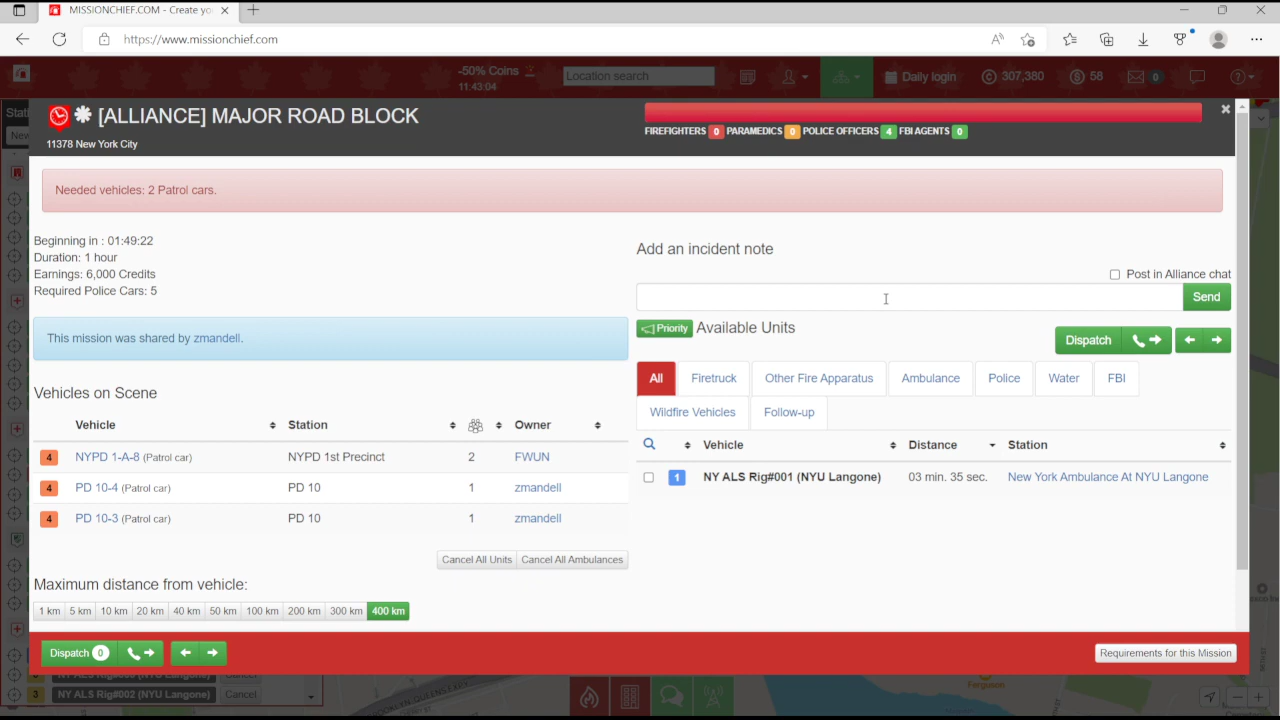 MISSIONCHIEF.COM - Create yo
https://www.missionchief.com
-50% Coins
11:43:04
Location search
Daily login
307,380
58
0
[ALLIANCE] MAJOR ROAD BLOCK
11378 New York City
FIREFIGHTERS 0 PARAMEDICS 0 POLICE OFFICERS 4 FBI AGENTS 0
Needed vehicles: 2 Patrol cars.
Beginning in : 01:49:22
Duration: 1 hour
Earnings: 6,000 Credits
Required Police Cars: 5
This mission was shared by zmandell.
Vehicles on Scene
Vehicle Station Owner
4 NYPD 1-A-8 (Patrol car) NYPD 1st Precinct 2 FWUN
4 PD 10-4 (Patrol car) PD 10 1 zmandell
4 PD 10-3 (Patrol car) PD 10 1 zmandell
Cancel All Units Cancel All Ambulances
Maximum distance from vehicle:
1 km 5 km 10 km 20 km 40 km 50 km 100 km 200 km 300 km 400 km
Add an incident note
Post in Alliance chat
Send
Priority Available Units
Dispatch
All Firetruck Other Fire Apparatus Ambulance Police Water FBI
Wildfire Vehicles Follow-up
Vehicle Distance Station
1 NY ALS Rig#001 (NYU Langone) 03 min. 35 sec. New York Ambulance At NYU Langone
Dispatch 0
Requirements for this Mission
3 NY ALS Rig#002 (NYU Langone) Cancel
Ferguson